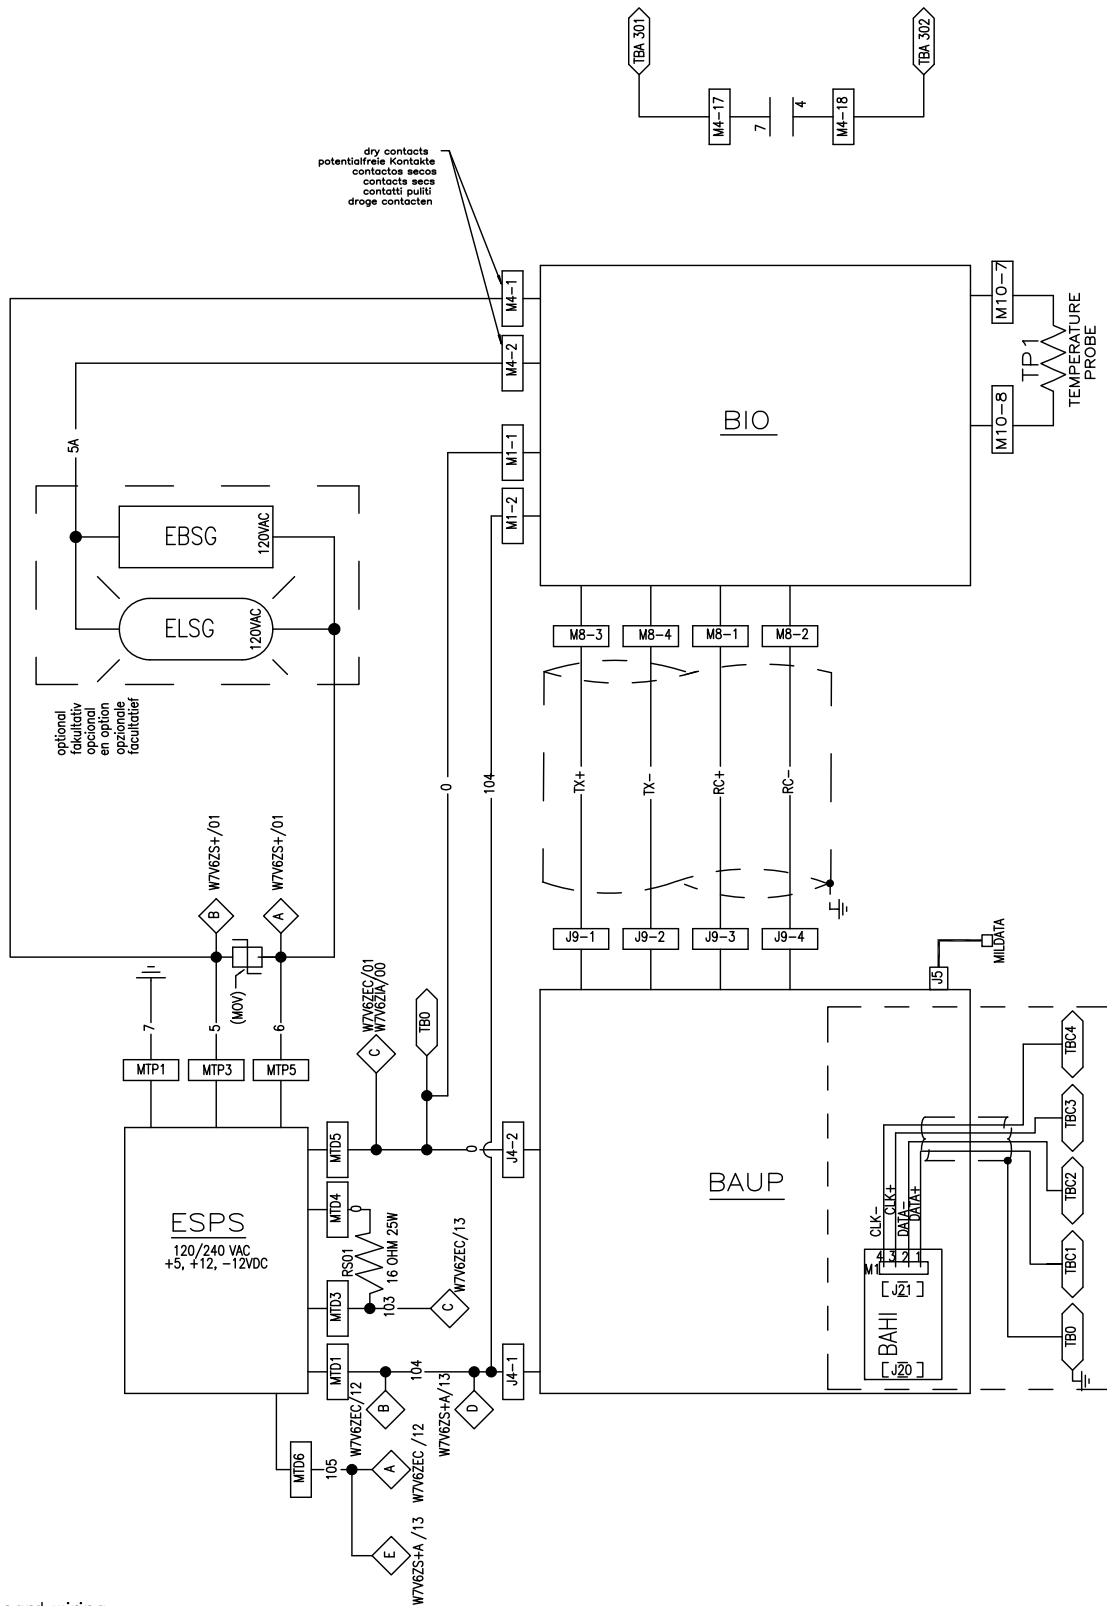 TBA 301
TBA 302
M4-17
7
4
M4-18
dry contacts
potentialfreie Kontakte
contactos secos
contacts secs
contatti puliti
droge contacten
M4-1
M4-2
M1-1
M1-2
BIO
M10-7
M10-8
TP1
TEMPERATURE
PROBE
5A
EBSG
120VAC
ELSG
120VAC
optional
fakultativ
opcional
en option
opzionale
facultatief
M8-3
M8-4
M8-1
M8-2
0
104
TX+
TX-
RC+
RC-
B
W7V6ZS+/01
A
W7V6ZS+/01
(MOV)
7
5
6
J9-1
J9-2
J9-3
J9-4
MILDATA
J5
MTP1
MTP3
MTP5
C
W7V6ZEC/01
W7V6ZIA/00
TB0
MTD5
0
J4-2
ESPS
120/240 VAC
+5, +12, -12VDC
MTD4
0
RS01
16 OHM 25W
MTD3
103
C
W7V6ZEC/13
MTD1
104
J4-1
B
W7V6ZEC/12
D
W7V6ZS+A/13
MTD6
105
A
W7V6ZEC /12
E
W7V6ZS+A /13
BAUP
CLK-
CLK+
DATA-
DATA+
4 3 2 1
M1
J21
BAHI
J20
TBC4
TBC3
TBC2
TBC1
TB0